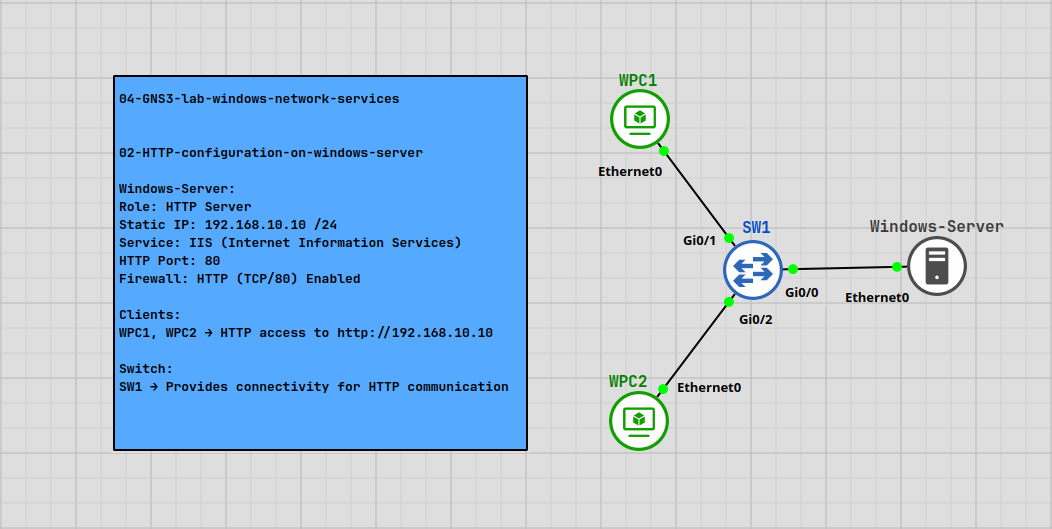 04-GNS3-lab-windows-network-services
02-HTTP-configuration-on-windows-server
Windows-Server:
Role: HTTP Server
Static IP: 192.168.10.10 /24
Service: IIS (Internet Information Services)
HTTP Port: 80
Firewall: HTTP (TCP/80) Enabled
Clients:
WPC1, WPC2 → HTTP access to http://192.168.10.10
Switch:
SW1 → Provides connectivity for HTTP communication
WPC1
Ethernet0
SW1
Gi0/1
Gi0/0
Gi0/2
Windows-Server
Ethernet0
WPC2
Ethernet0